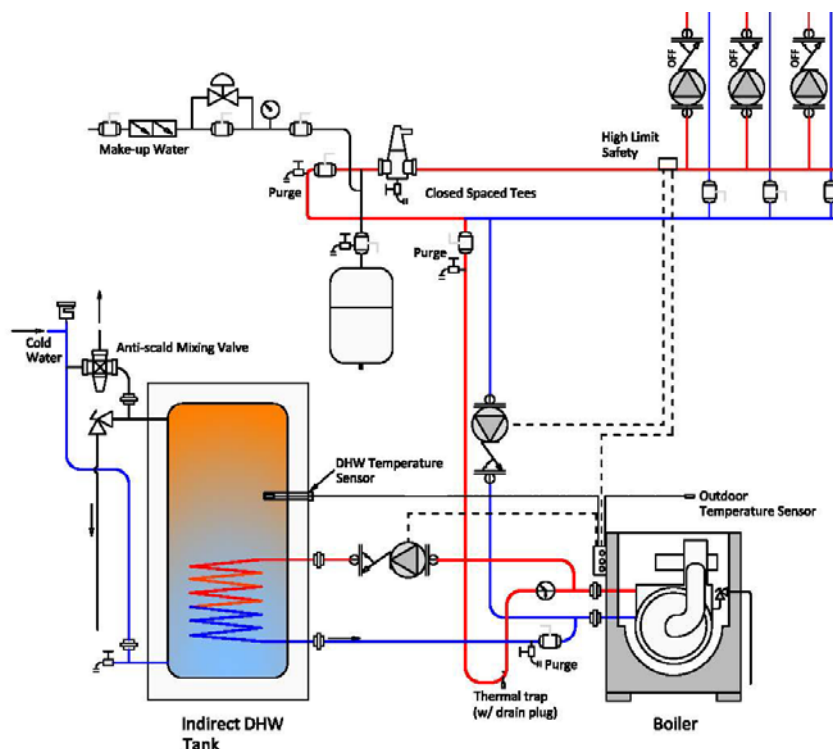 OFF
OFF
OFF
Make-up Water
High Limit
Safety
Purge
Closed Spaced Tees
Purge
Cold
Water
Anti-scald Mixing Valve
DHW Temperature
Sensor
Outdoor
Temperature Sensor
Purge
Thermal trap
(w/ drain plug)
Indirect DHW
Tank
Boiler